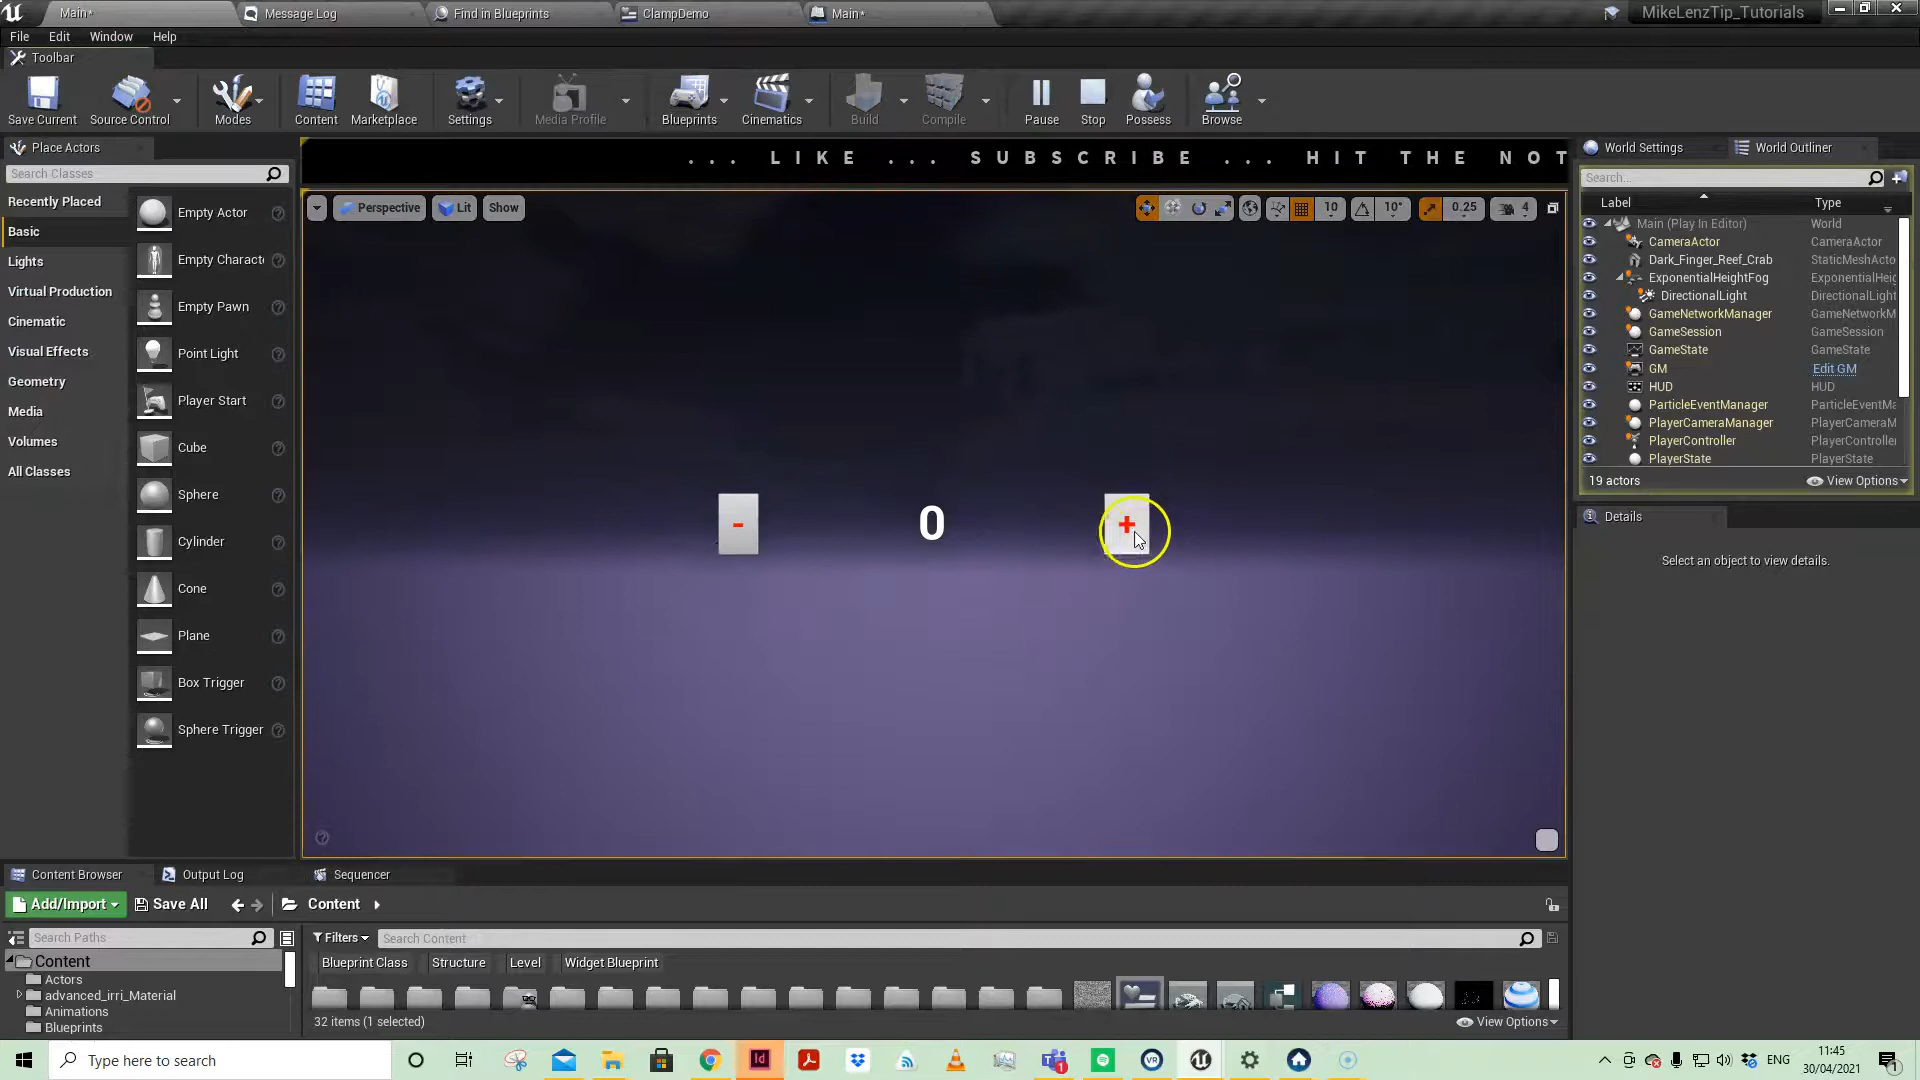 Main*
Message Log
Find in Blueprints
ClampDemo
Main*
MikeLenzTip_Tutorials
File Edit Window Help
Toolbar
Save Current
Source Control
Modes
Content
Marketplace
Settings
Media Profile
Blueprints
Cinematics
Build
Compile
Pause
Stop
Possess
Browse
Place Actors
Search Classes
Recently Placed
Basic
Lights
Virtual Production
Cinematic
Visual Effects
Geometry
Media
Volumes
All Classes
Empty Actor
Empty Charact
Empty Pawn
Point Light
Player Start
Cube
Sphere
Cylinder
Cone
Plane
Box Trigger
Sphere Trigger
... LIKE ... SUBSCRIBE ... HIT THE NOT
Perspective Lit Show
10 10° 0.25 4
- 0 +
World Settings
World Outliner
Search...
Label Type
Main (Play In Editor) World
CameraActor CameraActor
Dark_Finger_Reef_Crab StaticMeshActo
ExponentialHeightFog ExponentialHeig
DirectionalLight DirectionalLight
GameNetworkManager GameNetworkM
GameSession GameSession
GameState GameState
GM Edit GM
HUD HUD
ParticleEventManager ParticleEventMa
PlayerCameraManager PlayerCameraM
PlayerController PlayerController
PlayerState PlayerState
19 actors View Options
Details
Select an object to view details.
Content Browser
Output Log
Sequencer
Add/Import Save All Content
Search Paths
Content
Actors
advanced_irri_Material
Animations
Blueprints
Filters Search Content
Blueprint Class Structure Level Widget Blueprint
32 items (1 selected) View Options
Type here to search
ENG
11:45
30/04/2021